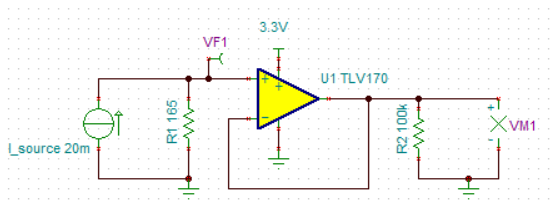 3.3V
VF1
U1 TLV170
+
+
-
I_source 20m
R1 165
R2 100k
+
-
VM1